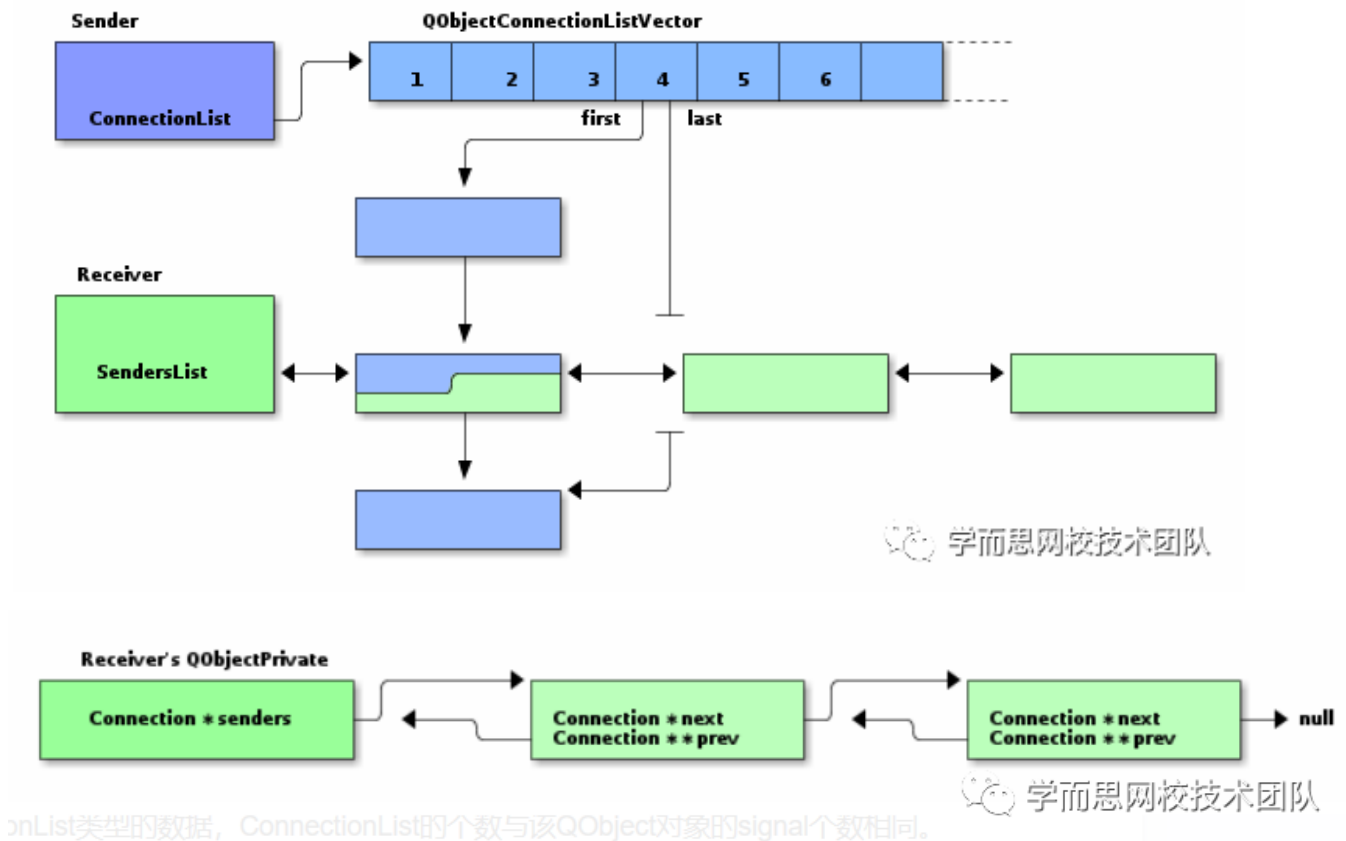 Sender
QObjectConnectionListVector
1 2 3 4 5 6
ConnectionList
first last
Receiver
SendersList
学而思网校技术团队
Receiver's QObjectPrivate
Connection *senders
Connection *next
Connection **prev
Connection *next
Connection **prev
null
学而思网校技术团队
onList类型的数据，ConnectionList的个数与该QObject对象的signal个数相同。